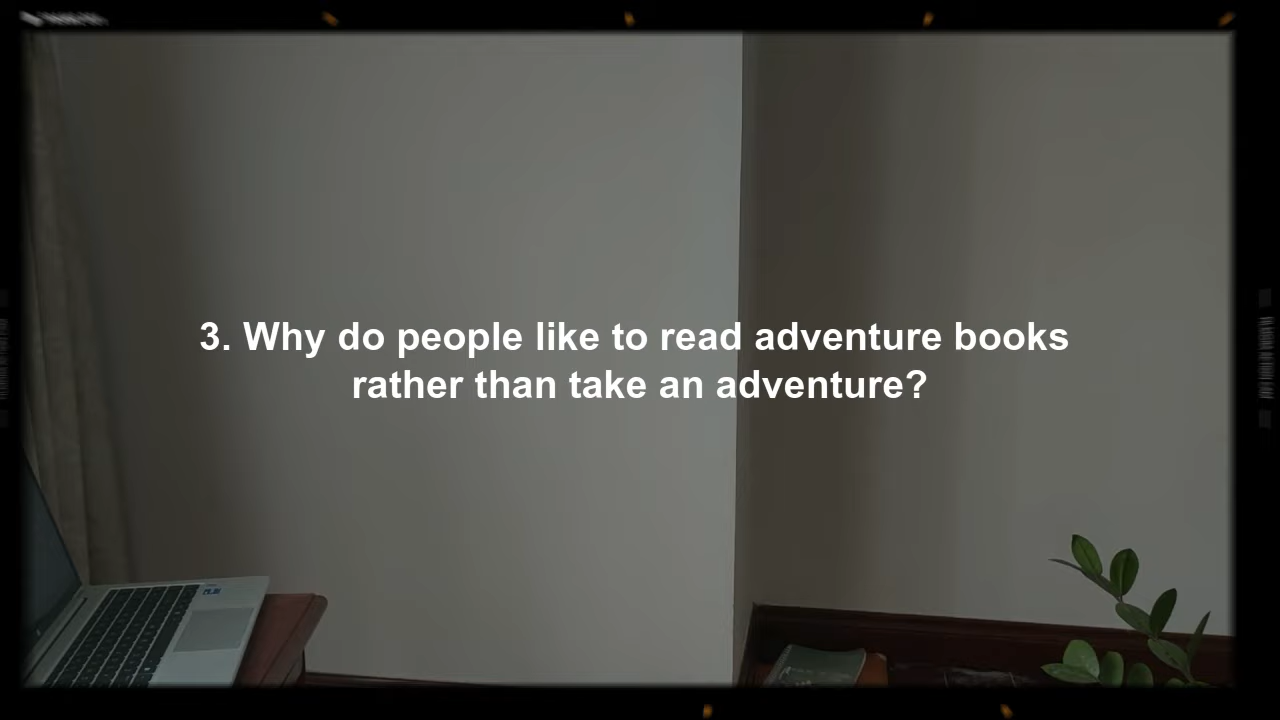 3. Why do people like to read adventure books
rather than take an adventure?